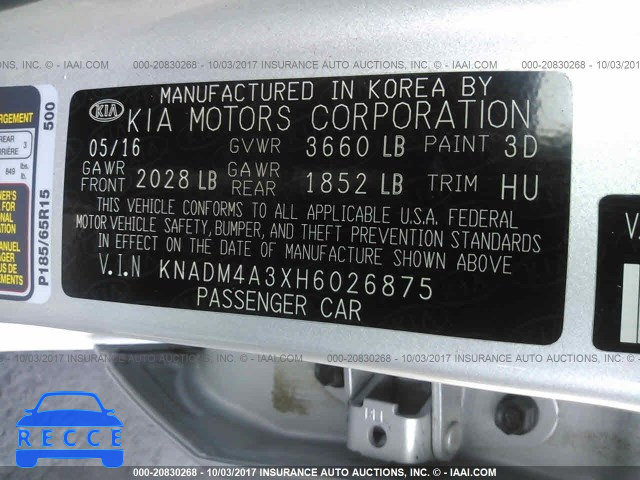 000-20830268 - 10/03/2017 INSURANCE AUTO AUCTIONS, INC. - IAAI.COM
MANUFACTURED IN KOREA BY
KIA KIA MOTORS CORPORATION
05/16 GVWR 3660 LB PAINT 3D
GAWR FRONT 2028 LB GAWR REAR 1852 LB TRIM HU
THIS VEHICLE CONFORMS TO ALL APPLICABLE U.S.A. FEDERAL
MOTOR VEHICLE SAFETY, BUMPER, AND THEFT PREVENTION STANDARDS
IN EFFECT ON THE DATE OF MANUFACTURE SHOWN ABOVE
V.I.N KNADM4A3XH6026875
PASSENGER CAR
REAR
3
849 lbs.
500
P185/65R15
V.
000-20830268 - 10/03/2017 INSURANCE AUTO AUCTIONS, INC. - IAAI.COM
RECCE
000-20830268 - 10/03/2017 INSURANCE AUTO AUCTIONS, INC. - IAAI.COM